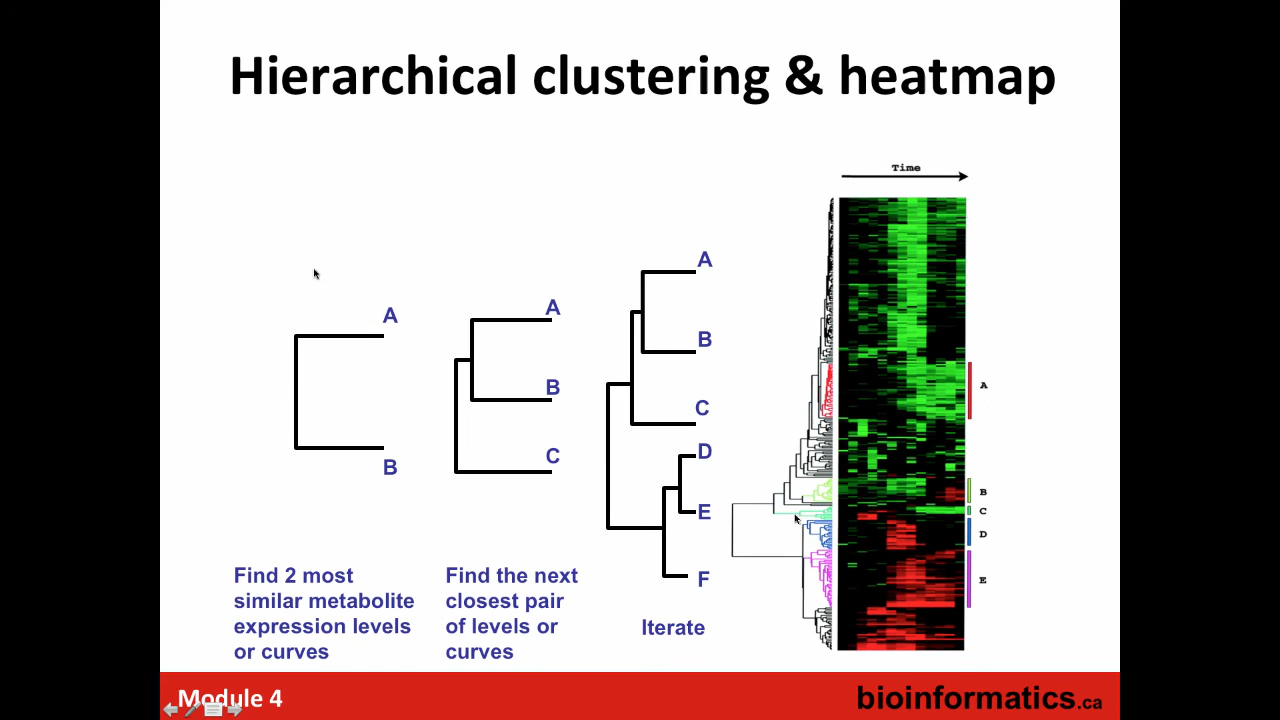 Hierarchical clustering & heatmap
Time
A
B
A
B
C
A
B
C
D
E
F
A
B
C
D
E
Find 2 most
similar metabolite
expression levels
or curves
Find the next
closest pair
of levels or
curves
Iterate
Module 4
bioinformatics.ca